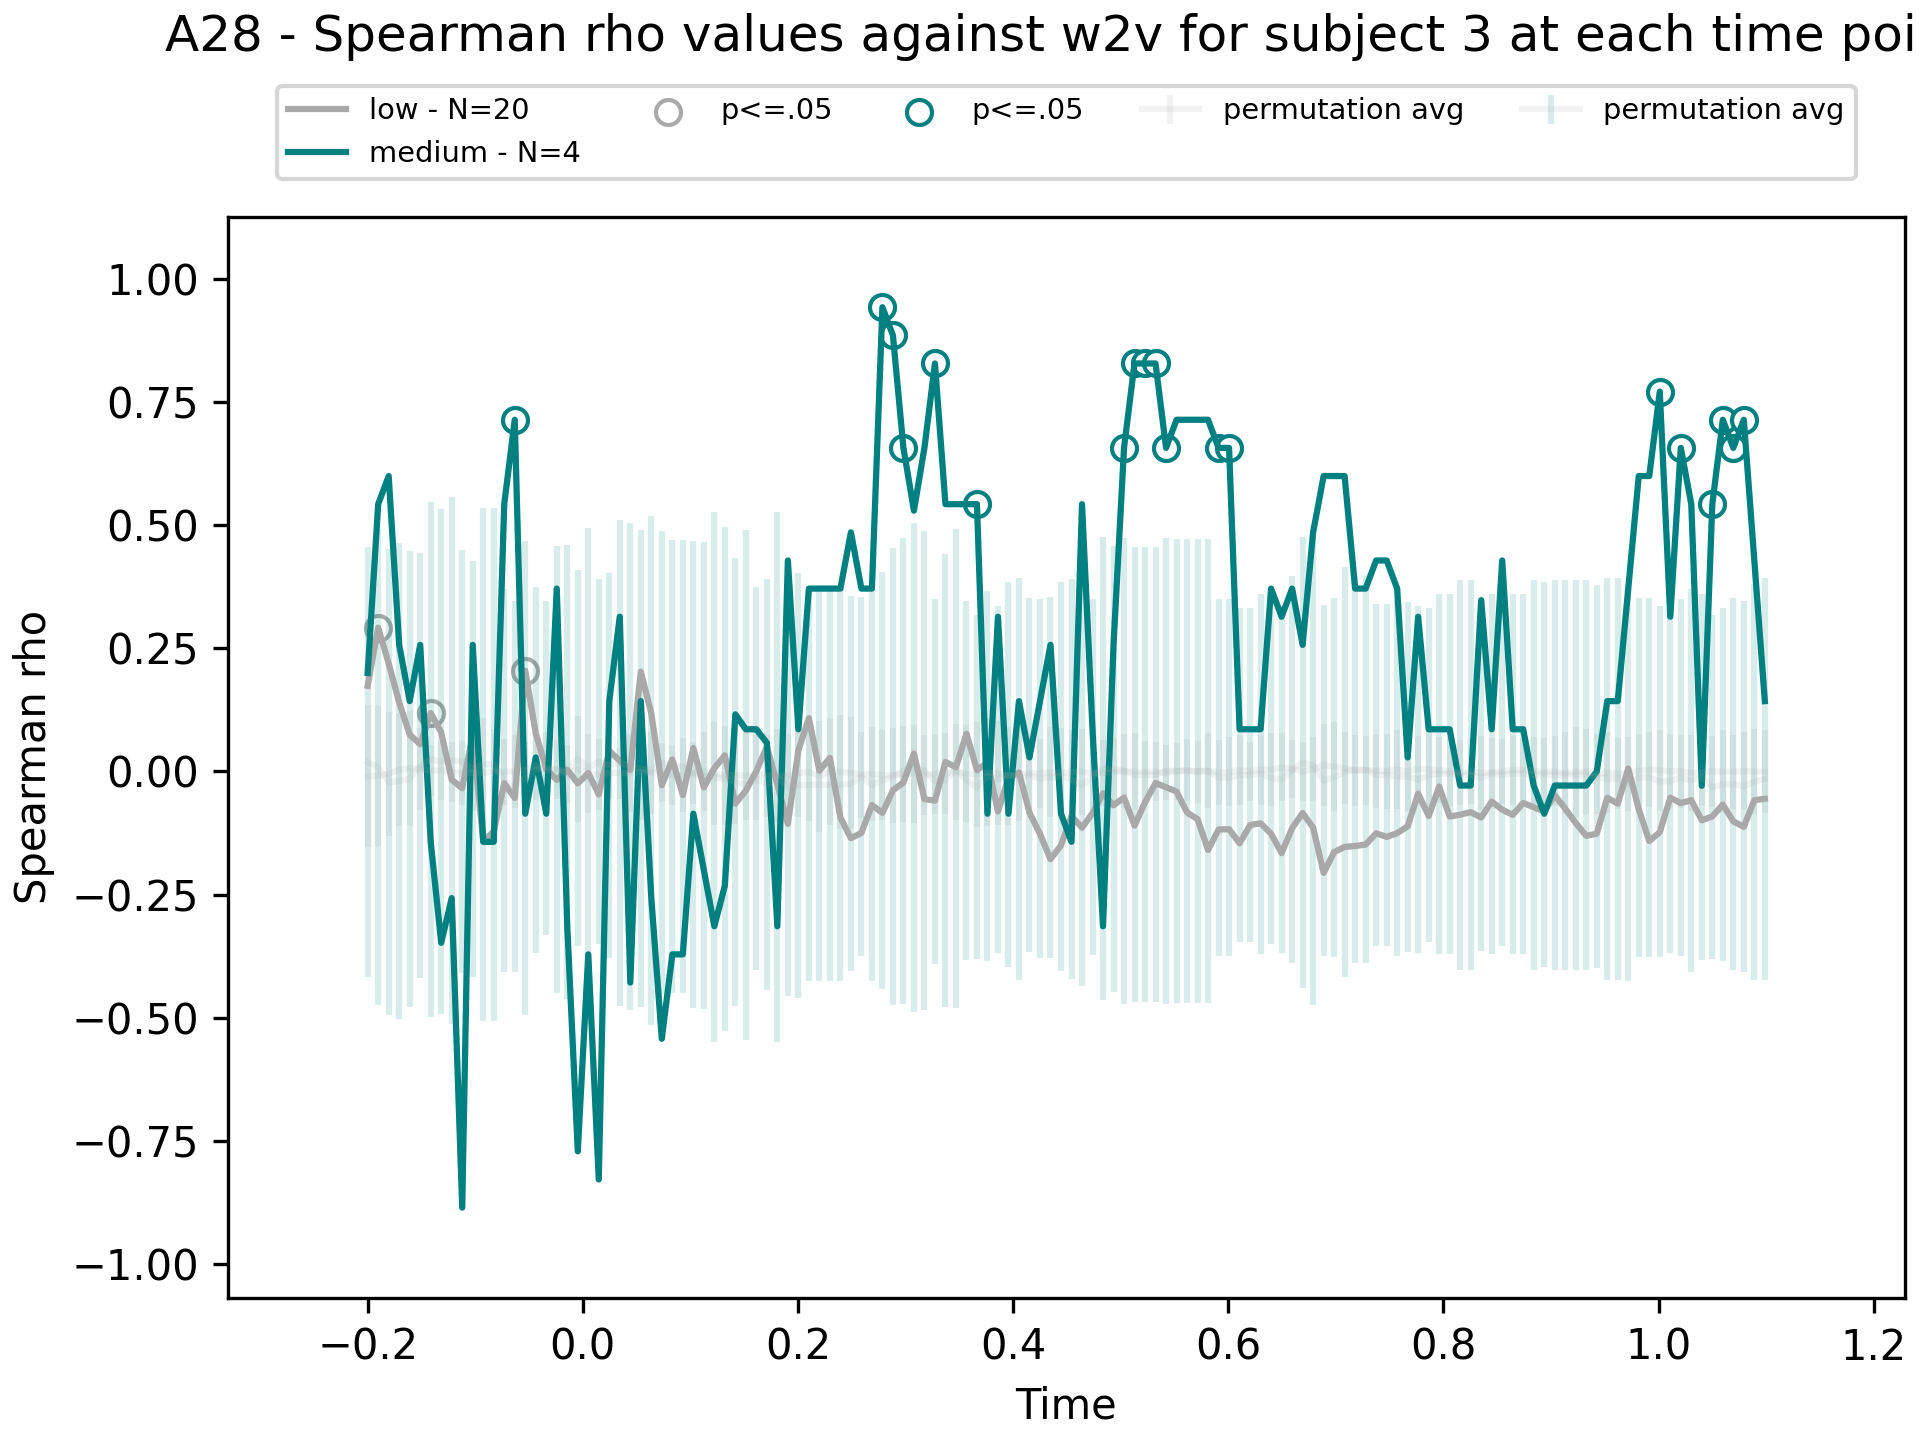 A28 - Spearman rho values against w2v for subject 3 at each time poi
low - N=20 p<=.05 p<=.05 permutation avg permutation avg
medium - N=4
1.00
0.75
0.50
0.25
0.00
−0.25
−0.50
−0.75
−1.00
Spearman rho
−0.2 0.0 0.2 0.4 0.6 0.8 1.0 1.2
Time